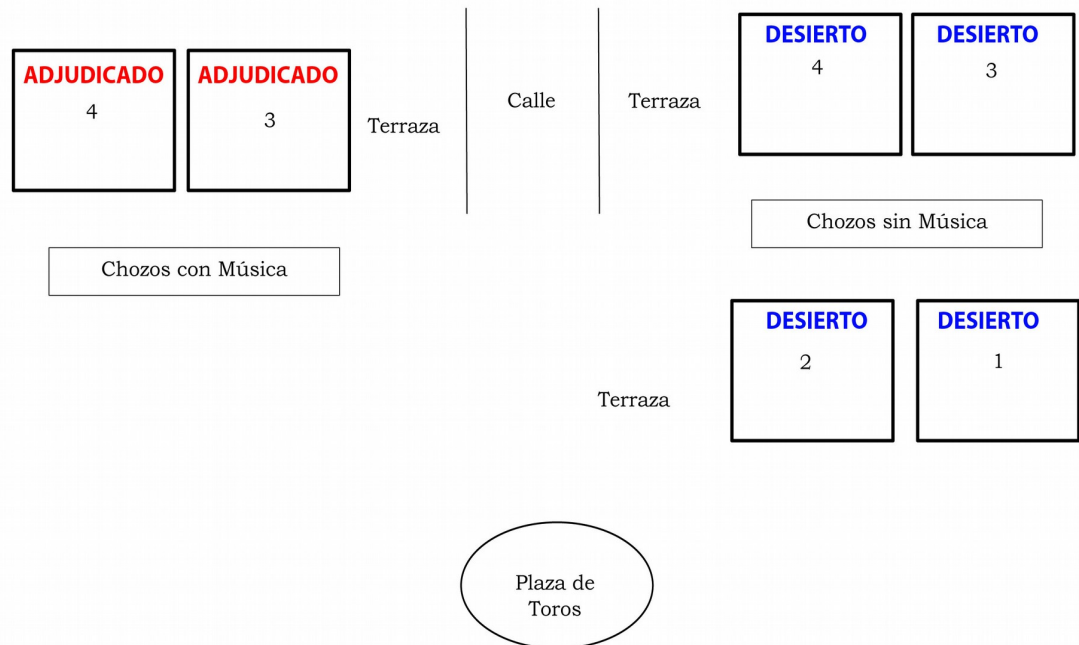 DESIERTO
4
DESIERTO
3
ADJUDICADO
4
ADJUDICADO
3
Terraza
Calle
Terraza
Chozos sin Música
Chozos con Música
DESIERTO
2
DESIERTO
1
Terraza
Plaza de
Toros